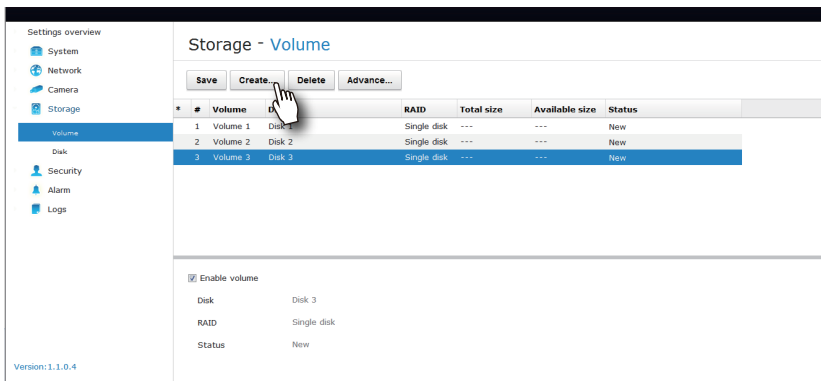 Settings overview
System
Network
Camera
Storage
Volume
Disk
Security
Alarm
Logs
Version:1.1.0.4
Storage - Volume
Save Create... Delete Advance...
* # Volume RAID Total size Available size Status
1 Volume 1 Disk 1 Single disk --- --- New
2 Volume 2 Disk 2 Single disk --- --- New
3 Volume 3 Disk 3 Single disk --- --- New
Enable volume
Disk Disk 3
RAID Single disk
Status New